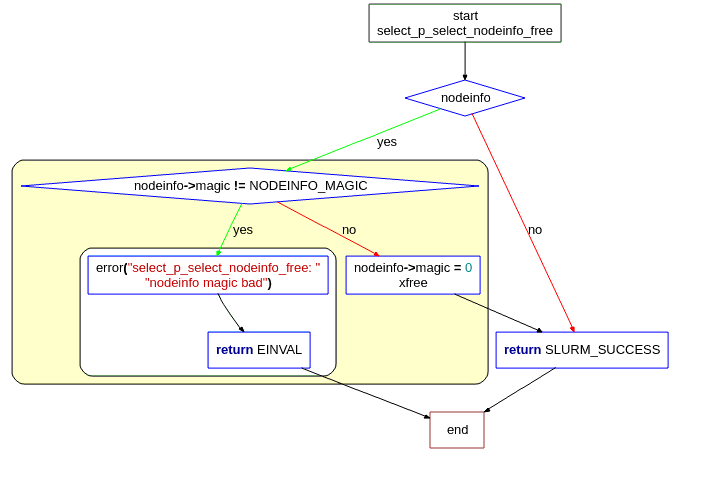 start
select_p_select_nodeinfo_free
nodeinfo
yes
nodeinfo->magic != NODEINFO_MAGIC
yes
no
no
error("select_p_select_nodeinfo_free: "
"nodeinfo magic bad")
nodeinfo->magic = 0
xfree
return EINVAL
return SLURM_SUCCESS
end